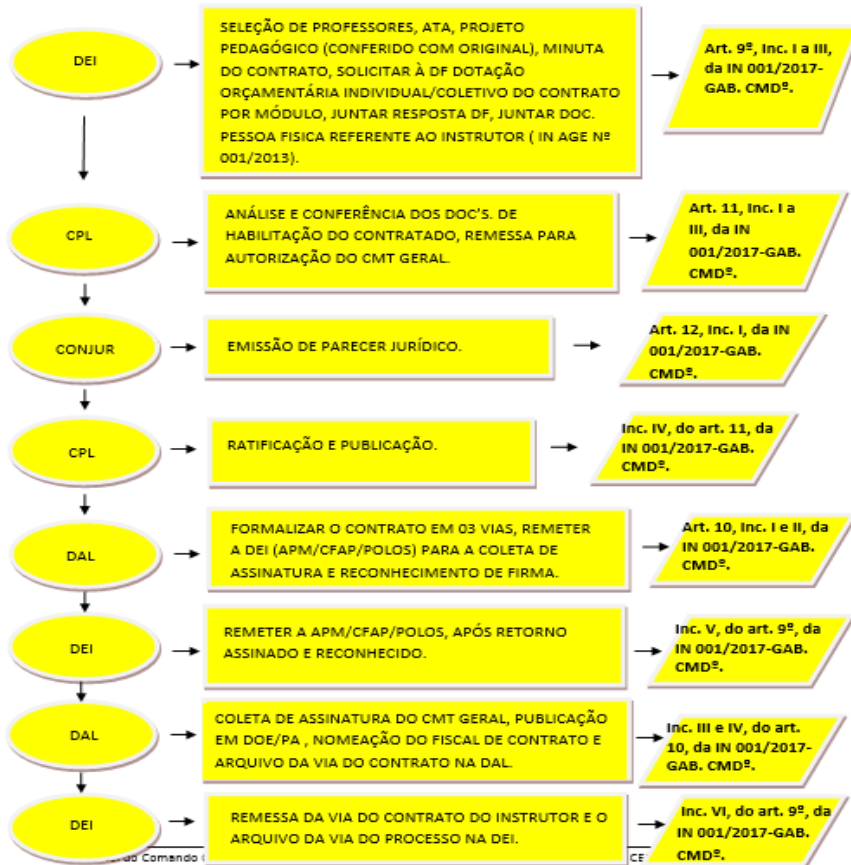 DEI
SELEÇÃO DE PROFESSORES, ATA, PROJETO
PEDAGÓGICO (CONFERIDO COM ORIGINAL), MINUTA
DO CONTRATO, SOLICITAR À DF DOTAÇÃO
ORÇAMENTÁRIA INDIVIDUAL/COLETIVO DO CONTRATO
POR MÓDULO, JUNTAR RESPOSTA DF, JUNTAR DOC.
PESSOA FISICA REFERENTE AO INSTRUTOR ( IN AGE Nº
001/2013).
Art. 9º, Inc. I a III,
da IN 001/2017-
GAB. CMDº.
CPL
ANÁLISE E CONFERÊNCIA DOS DOC'S. DE
HABILITAÇÃO DO CONTRATADO, REMESSA PARA
AUTORIZAÇÃO DO CMT GERAL.
Art. 11, Inc. I a
III, da IN
001/2017-GAB.
CMDº.
CONJUR
EMISSÃO DE PARECER JURÍDICO.
Art. 12, Inc. I, da IN
001/2017-GAB.
CMDº.
CPL
RATIFICAÇÃO E PUBLICAÇÃO.
Inc. IV, do art. 11, da
IN 001/2017-GAB.
CMDº.
DAL
FORMALIZAR O CONTRATO EM 03 VIAS, REMETER
A DEI (APM/CFAP/POLOS) PARA A COLETA DE
ASSINATURA E RECONHECIMENTO DE FIRMA.
Art. 10, Inc. I e II, da
IN 001/2017-GAB.
CMDº.
DEI
REMETER A APM/CFAP/POLOS, APÓS RETORNO
ASSINADO E RECONHECIDO.
Inc. V, do art. 9º, da
IN 001/2017-GAB.
CMDº.
DAL
COLETA DE ASSINATURA DO CMT GERAL, PUBLICAÇÃO
EM DOE/PA , NOMEAÇÃO DO FISCAL DE CONTRATO E
ARQUIVO DA VIA DO CONTRATO NA DAL.
Inc. III e IV, do art.
10, da IN 001/2017-
GAB. CMDº.
DEI
REMESSA DA VIA DO CONTRATO DO INSTRUTOR E O
ARQUIVO DA VIA DO PROCESSO NA DEI.
Inc. VI, do art. 9º, da
IN 001/2017-GAB.
CMDº.
do Comando